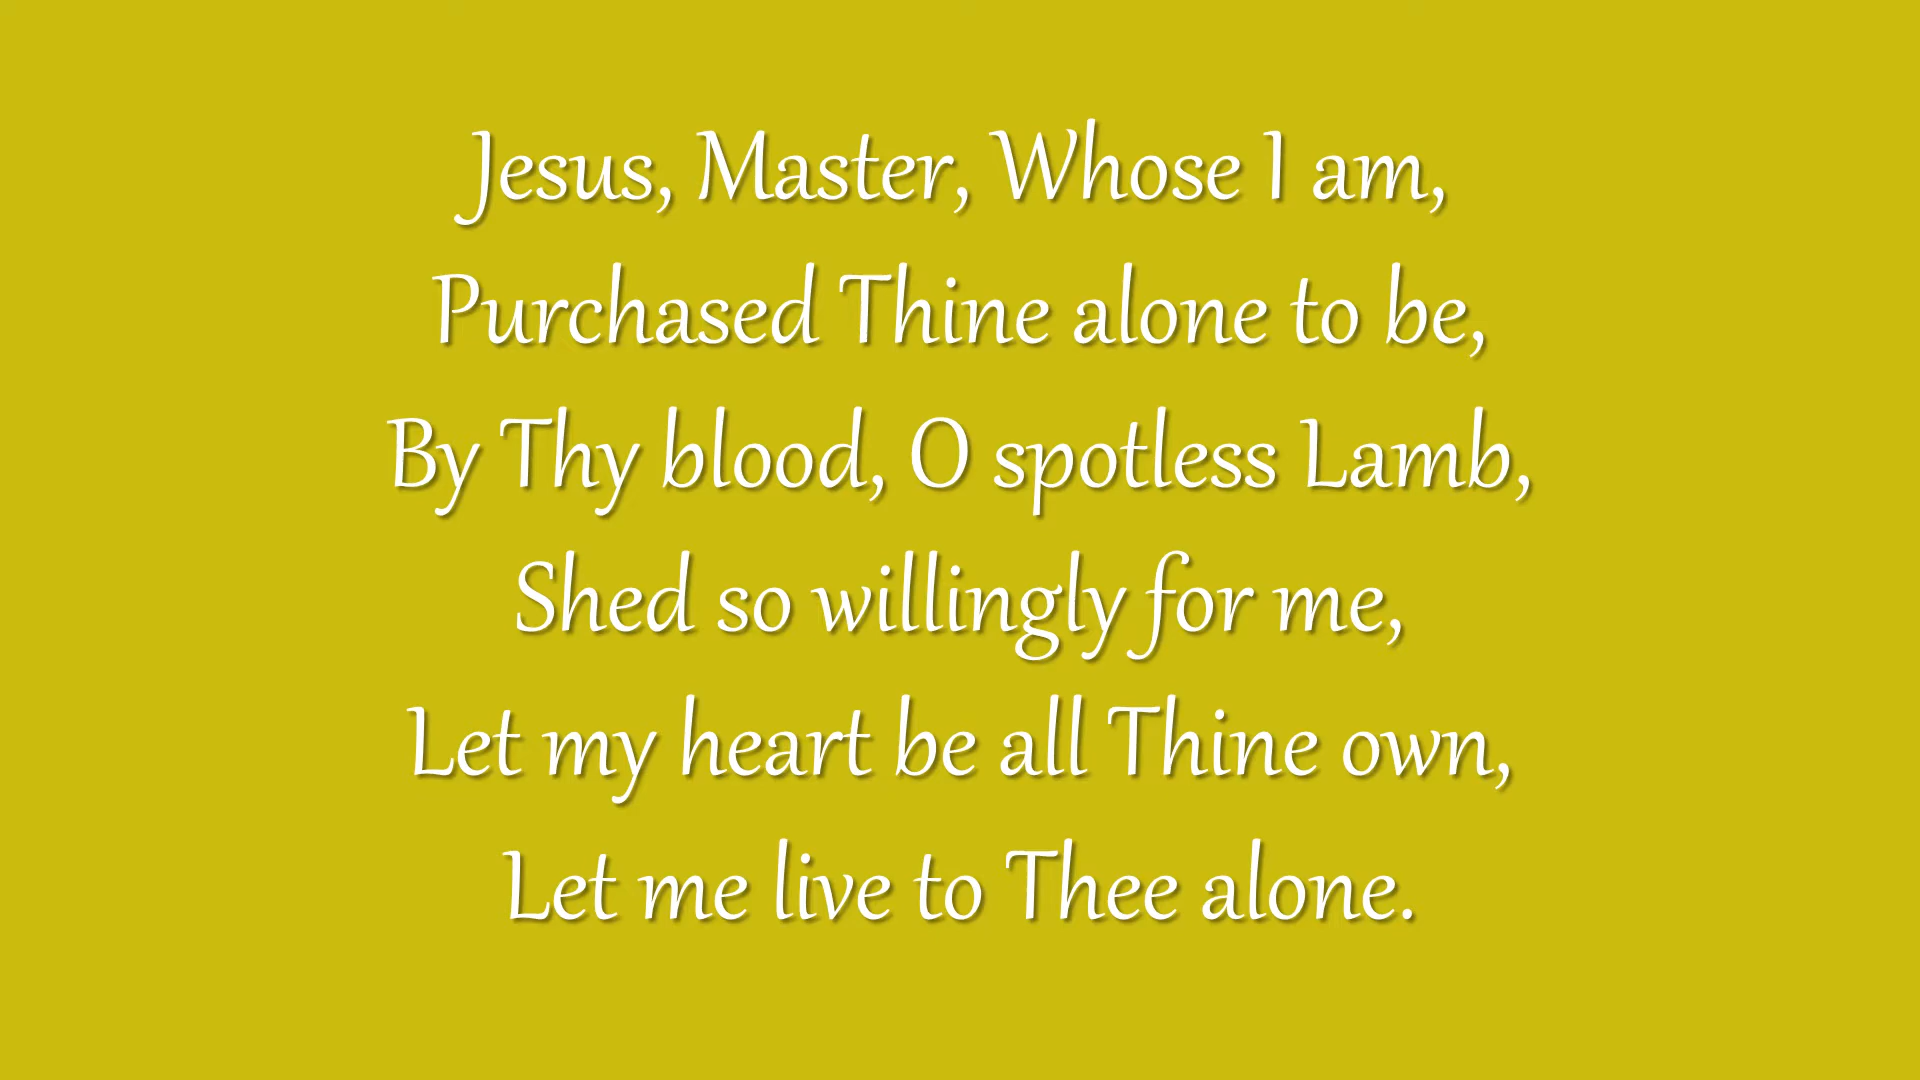 Jesus, Master, Whose I am,
Purchased Thine alone to be,
By Thy blood, O spotless Lamb,
Shed so willingly for me,
Let my heart be all Thine own,
Let me live to Thee alone.